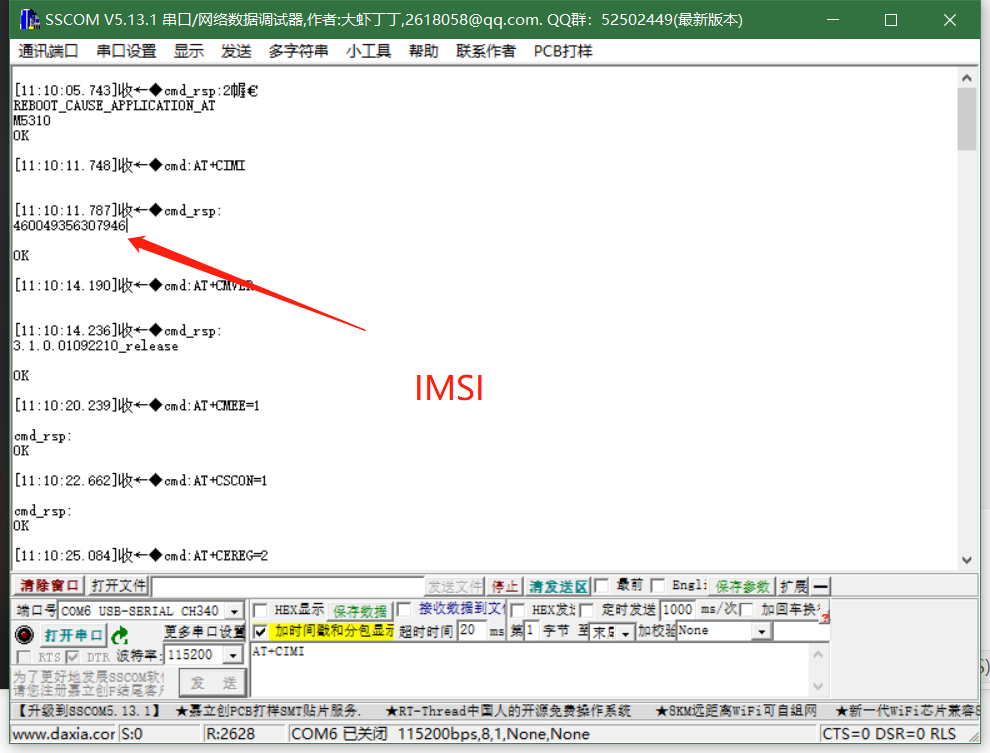 SSCOM V5.13.1 串口/网络数据调试器,作者:大虾丁丁,2618058@qq.com. QQ群: 52502449(最新版本)
通讯端口 串口设置 显示 发送 多字符串 小工具 帮助 联系作者 PCB打样
[11:10:05.743]收←◆cmd_rsp:2幄€
REBOOT_CAUSE_APPLICATION_AT
M5310
OK
[11:10:11.748]收←◆cmd:AT+CIMI
[11:10:11.787]收←◆cmd_rsp:
460049356307946
OK
[11:10:14.190]收←◆cmd:AT+CMVER
[11:10:14.236]收←◆cmd_rsp:
3.1.0.01092210_release
IMSI
OK
[11:10:20.239]收←◆cmd:AT+CMEE=1
cmd_rsp:
OK
[11:10:22.662]收←◆cmd:AT+CSCON=1
cmd_rsp:
OK
[11:10:25.084]收←◆cmd:AT+CEREG=2
清除窗口 打开文件 发送文件 停止 清发送区 最前 Engli 保存参数 扩展 —
端口号 COM6 USB-SERIAL CH340 HEX显示 保存数据 接收数据到文 HEX发 定时发送 1000 ms/次 加回车换
打开串口 更多串口设置 加时间戳和分包显示 超时时间 20 ms 第1 字节 至 末尾 加校验 None
RTS DTR 波特率: 115200 AT+CIMI
为了更好地发展SSCOM软
请您注册嘉立创结尾客 发 送
【升级到SSCOM5.13.1】 ★嘉立创PCB打样SMT贴片服务. ★RT-Thread中国人的开源免费操作系统 ★8KM远距离WiFi可自组网 ★新一代WiFi芯片兼容
www.daxia.cor S:0 R:2628 COM6 已关闭 115200bps,8,1,None,None CTS=0 DSR=0 RLS